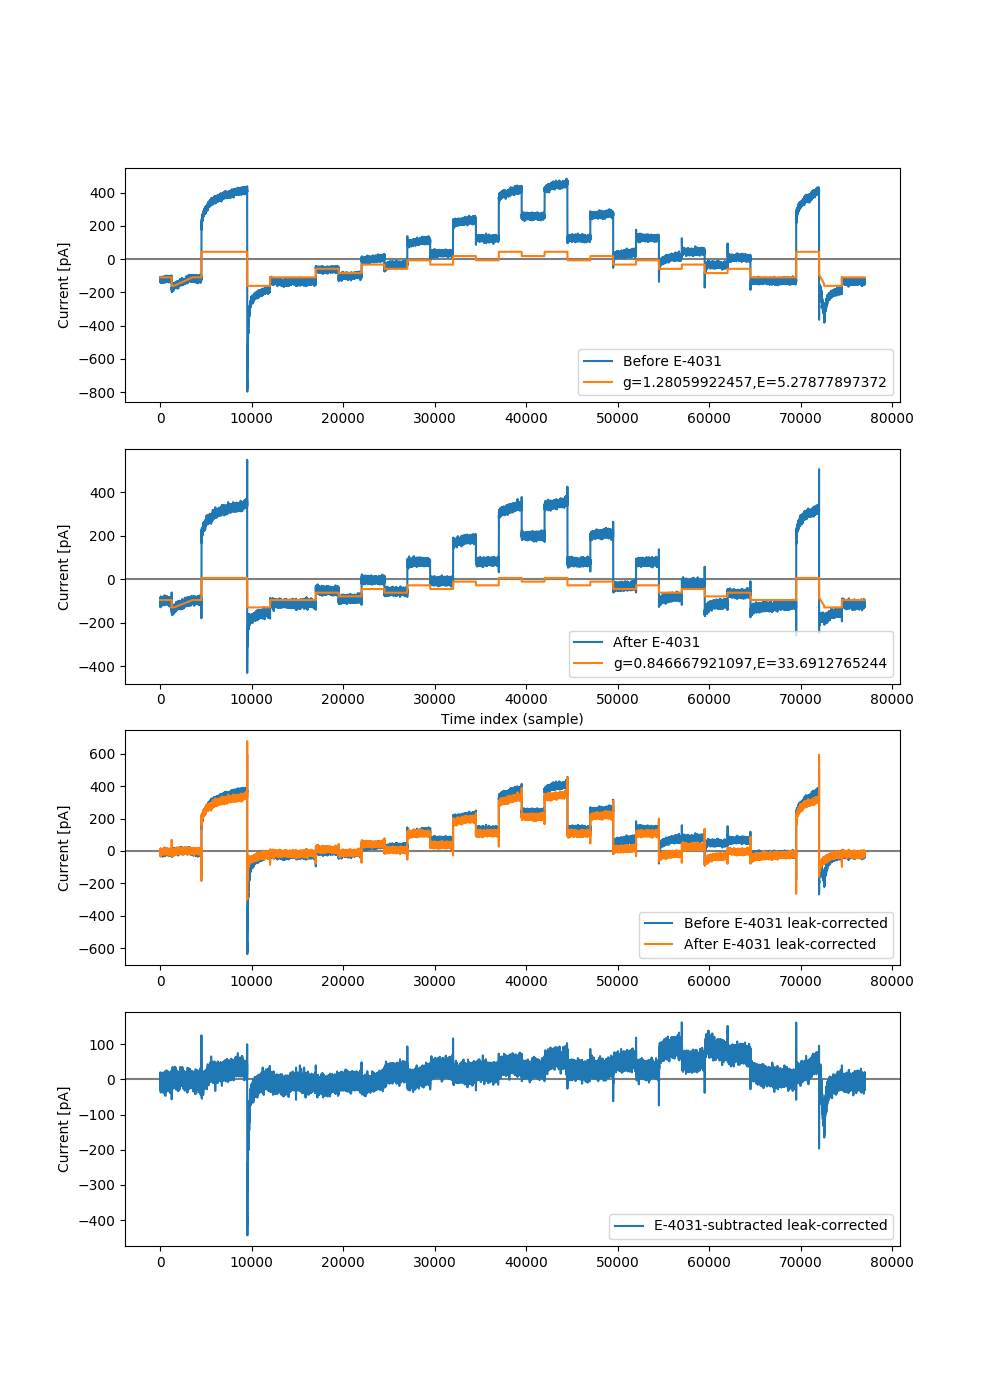 Current [pA]
400
200
0
−200
−400
−600
−800
Before E-4031
g=1.28059922457,E=5.27877897372
0 10000 20000 30000 40000 50000 60000 70000 80000
Current [pA]
400
200
0
−200
−400
After E-4031
g=0.846667921097,E=33.6912765244
0 10000 20000 30000 40000 50000 60000 70000 80000
Time index (sample)
Current [pA]
600
400
200
0
−200
−400
−600
Before E-4031 leak-corrected
After E-4031 leak-corrected
0 10000 20000 30000 40000 50000 60000 70000 80000
Current [pA]
100
0
−100
−200
−300
−400
E-4031-subtracted leak-corrected
0 10000 20000 30000 40000 50000 60000 70000 80000